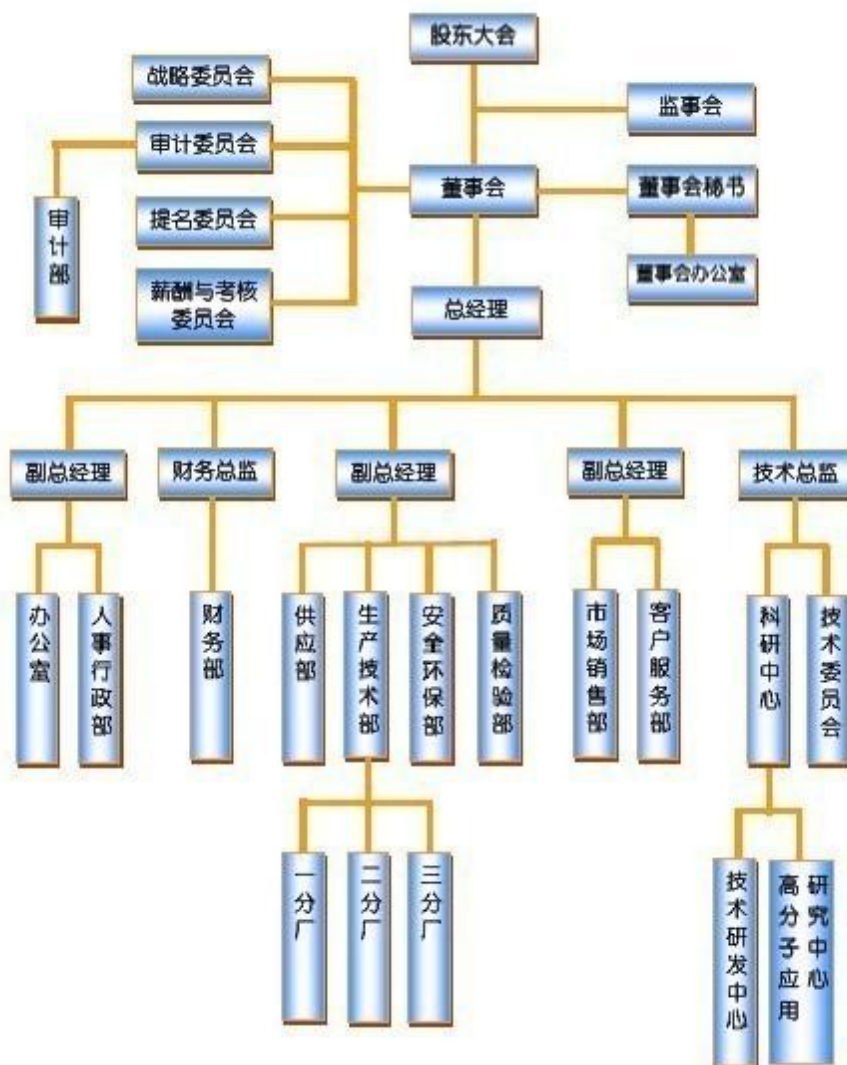 股东大会
战略委员会
监事会
审计委员会
董事会
董事会秘书
审计部
提名委员会
董事会办公室
薪酬与考核
委员会
总经理
副总经理
财务总监
副总经理
副总经理
技术总监
办公室
人事行政部
财务部
供应部
生产技术部
安全环保部
质量检验部
市场销售部
客户服务部
科研中心
技术委员会
一分厂
二分厂
三分厂
技术研发中心
高分子应用
研究中心